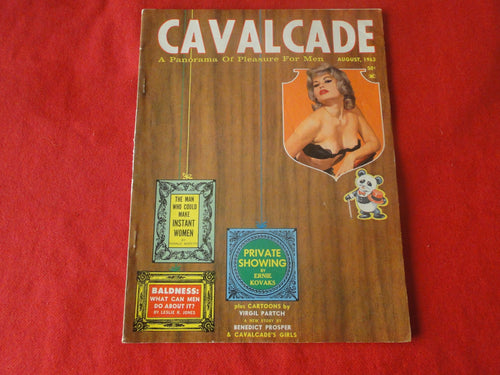 CAVALCADE
A Panorama Of Pleasure For Men
AUGUST, 1963
50¢
THE MAN
WHO COULD
MAKE
INSTANT
WOMEN
BALDNESS:
WHAT CAN MEN
DO ABOUT IT?
BY LESLIE R. JONES
PRIVATE
SHOWING
BY
ERNIE
KOVAKS
plus CARTOONS by
VIRGIL PARTCH
A NEW STORY BY
BENEDICT PROSPER
& CAVALCADE'S GIRLS